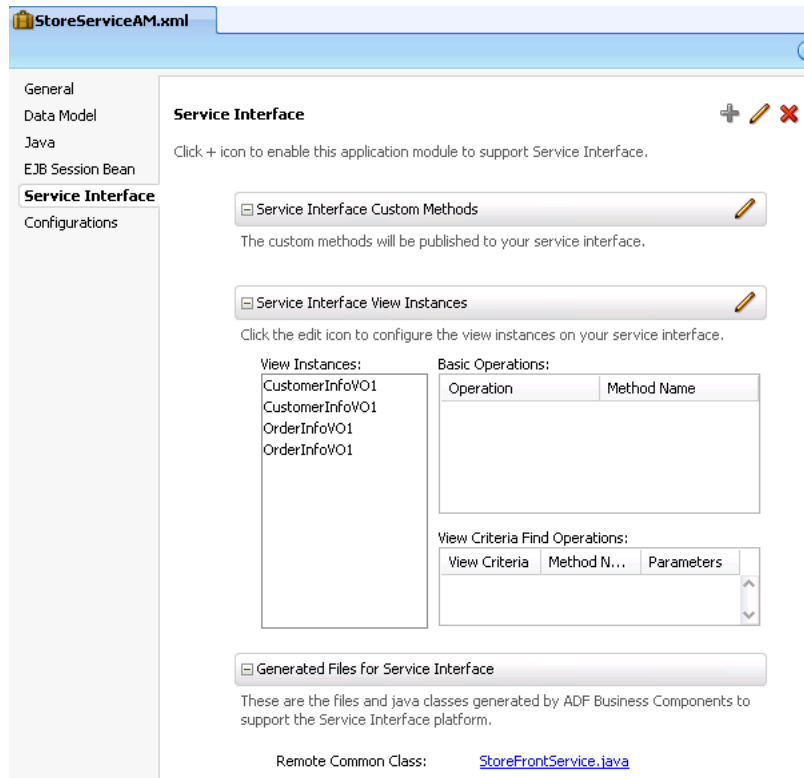 StoreServiceAM.xml
General
Data Model
Java
EJB Session Bean
Service Interface
Configurations
Service Interface
Click + icon to enable this application module to support Service Interface.
Service Interface Custom Methods
The custom methods will be published to your service interface.
Service Interface View Instances
Click the edit icon to configure the view instances on your service interface.
View Instances:
CustomerInfoVO1
CustomerInfoVO1
OrderInfoVO1
OrderInfoVO1
Basic Operations:
Operation Method Name
View Criteria Find Operations:
View Criteria Method N... Parameters
Generated Files for Service Interface
These are the files and java classes generated by ADF Business Components to
support the Service Interface platform.
Remote Common Class: StoreFrontService.java